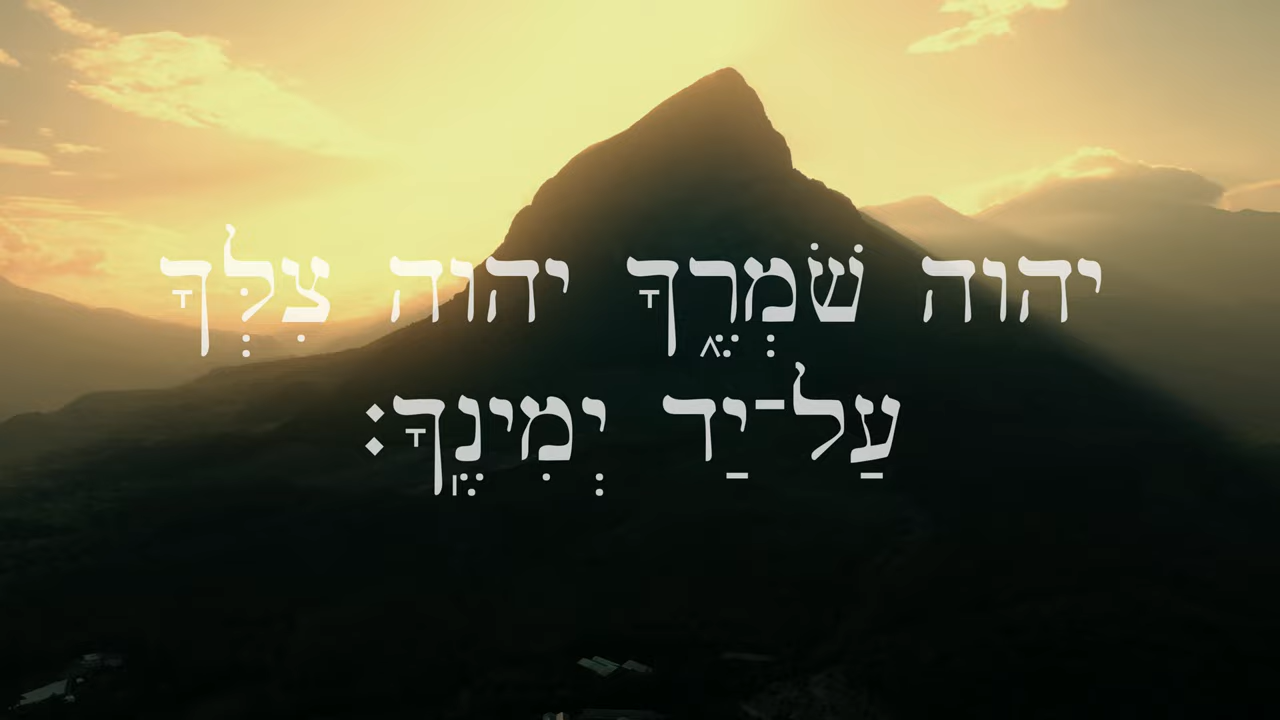 יהוה שֹׁמְרֶ֑ךָ יהוה צִלְּךָ
עַל־יַד יְמִינֶֽךָ׃